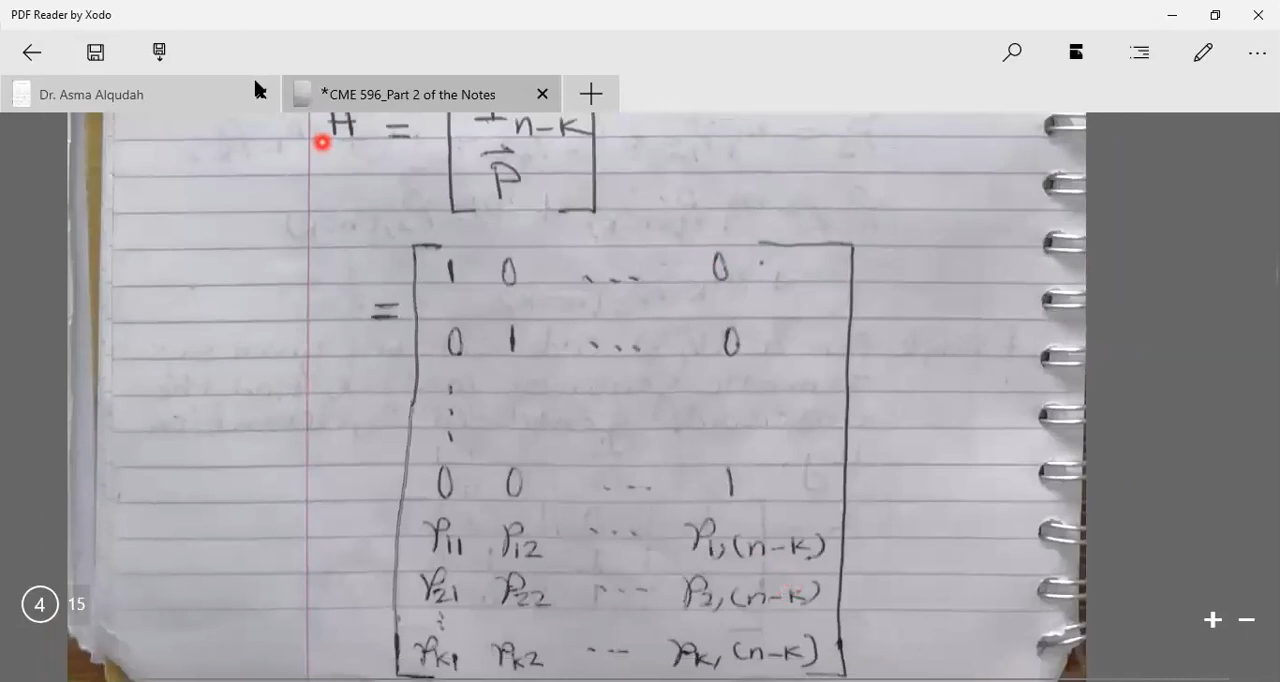 PDF Reader by Xodo
Dr. Asma Alqudah
*CME 596_Part 2 of the Notes
H = [ I n-k
P ]
= [ 1 0 ... 0
0 1 ... 0
⋮
0 0 ... 1
P11 P12 ... P1,(n-k)
P21 P22 ... P2,(n-k)
⋮
Pk1 Pk2 ... Pk,(n-k) ]
4 15